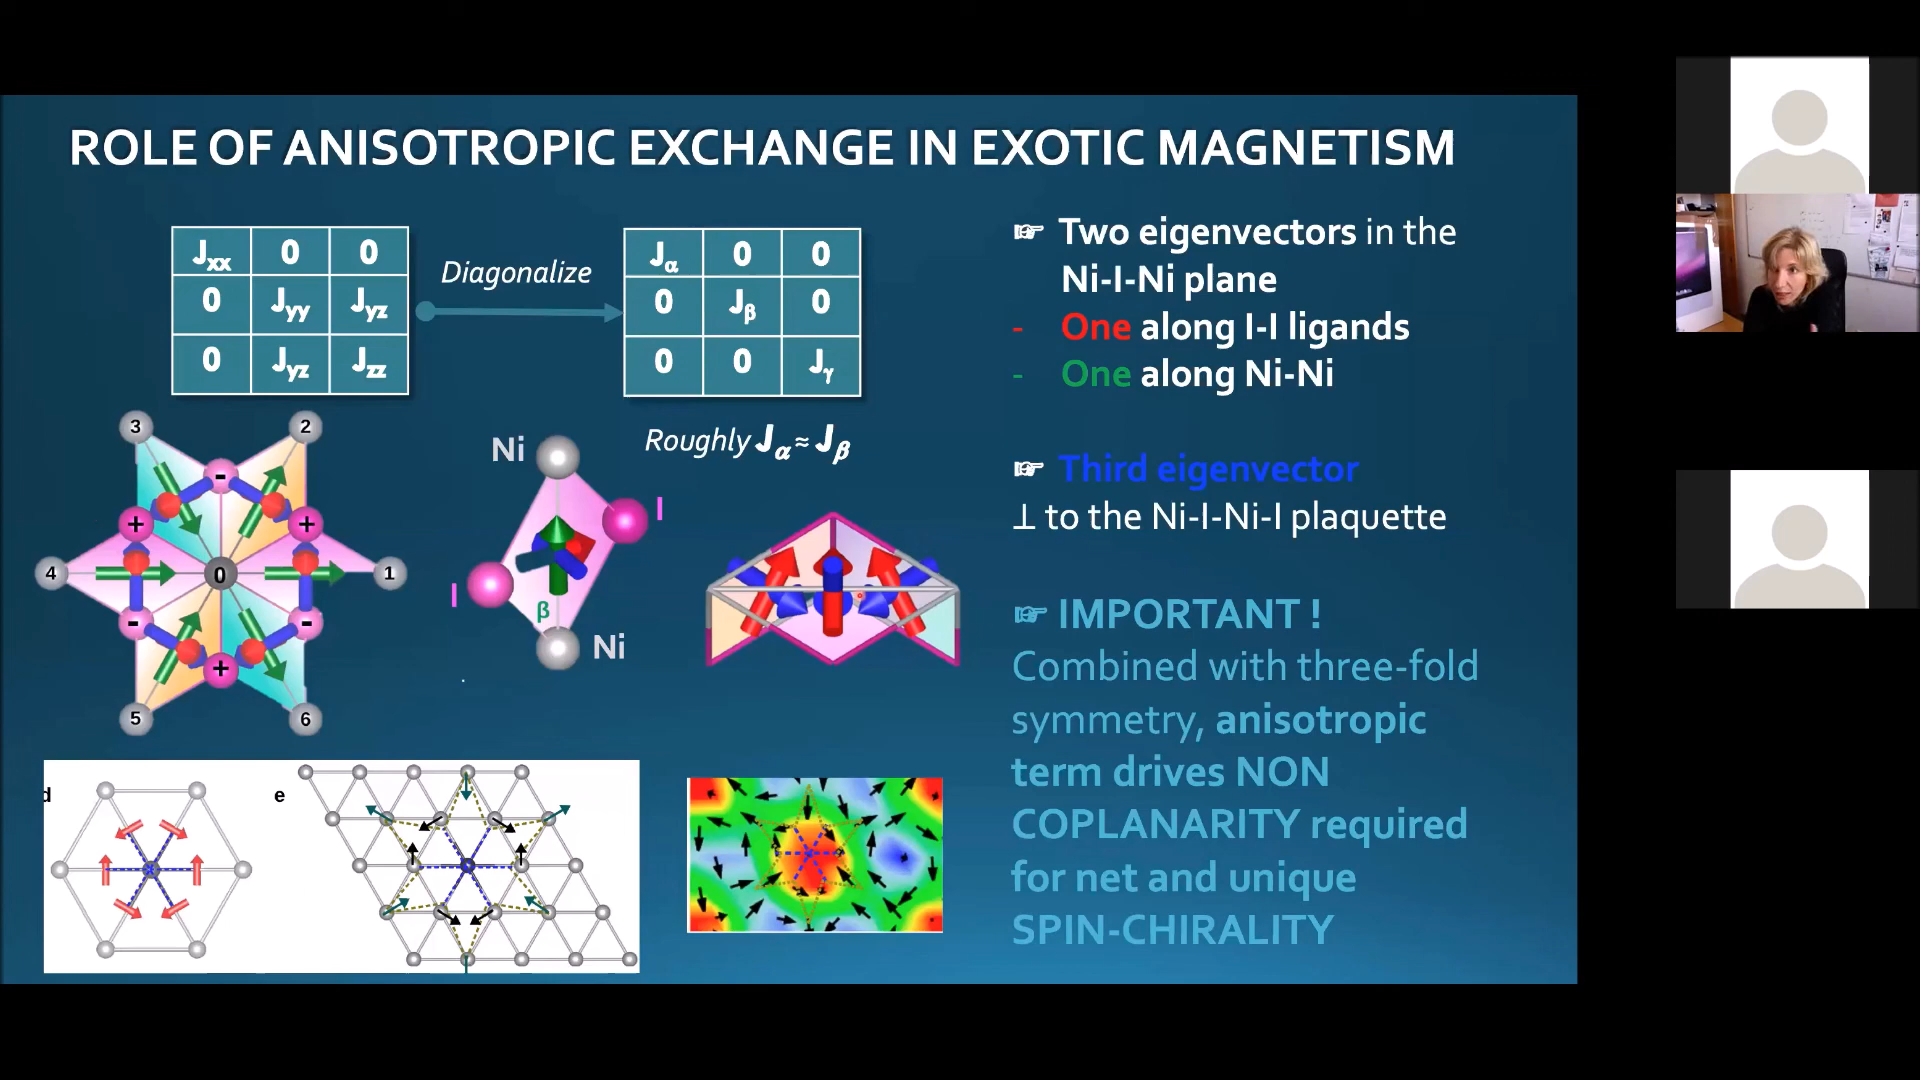 ROLE OF ANISOTROPIC EXCHANGE IN EXOTIC MAGNETISM
Jxx 0 0
0 Jyy Jyz
0 Jyz Jzz
Diagonalize
Jα 0 0
0 Jβ 0
0 0 Jγ
Roughly Jα ≈ Jβ
3 2
-
+ +
4 0 1
- -
+
5 6
Ni
I
I
β
Ni
d
e
☞ Two eigenvectors in the
Ni-I-Ni plane
- One along I-I ligands
- One along Ni-Ni
☞ Third eigenvector
⊥ to the Ni-I-Ni-I plaquette
☞ IMPORTANT !
Combined with three-fold
symmetry, anisotropic
term drives NON
COPLANARITY required
for net and unique
SPIN-CHIRALITY